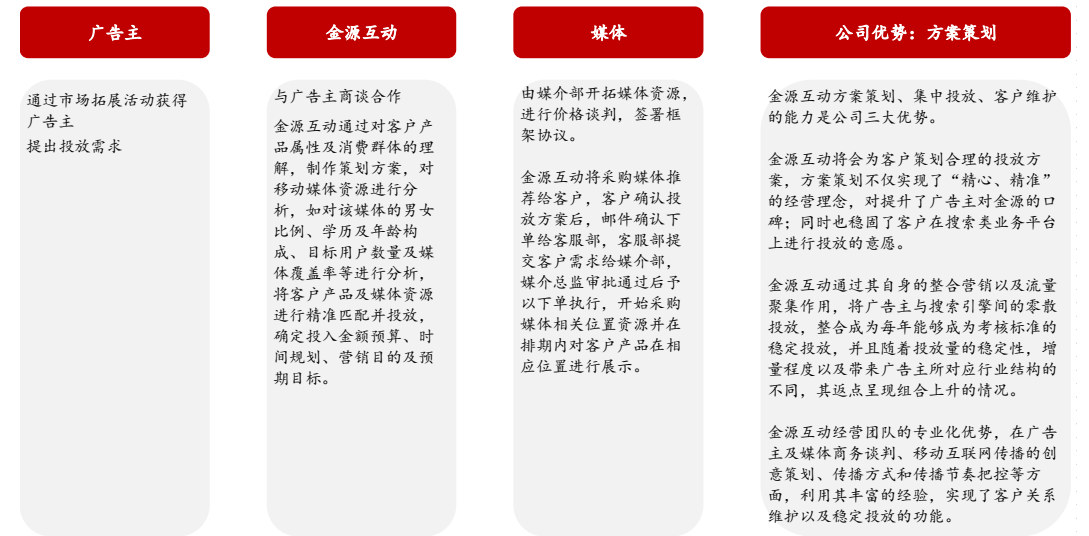 广告主
通过市场拓展活动获得
广告主
提出投放需求
金源互动
与广告主商谈合作
金源互动通过对客户产
品属性及消费群体的理
解，制作策划方案，对
移动媒体资源进行分
析，如对该媒体的男女
比例、学历及年龄构
成、目标用户数量及媒
体覆盖率等进行分析，
将客户产品及媒体资源
进行精准匹配并投放，
确定投入金额预算、时
间规划、营销目的及预
期目标。
媒体
由媒介部开拓媒体资源，
进行价格谈判，签署框
架协议。
金源互动将采购媒体推
荐给客户，客户确认投
放方案后，邮件确认下
单给客服部，客服部提
交客户需求给媒介部，
媒介总监审批通过后予
以下单执行，开始采购
媒体相关位置资源并在
排期内对客户产品在相
应位置进行展示。
公司优势：方案策划
金源互动方案策划、集中投放、客户维护
的能力是公司三大优势。
金源互动将会为客户策划合理的投放方
案，方案策划不仅实现了“精心、精准”
的经营理念，对提升了广告主对金源的口
碑；同时也稳固了客户在搜索类业务平台
上进行投放的意愿。
金源互动通过其自身的整合营销以及流量
聚集作用，将广告主与搜索引擎间的零散
投放，整合成为每年能够成为考核标准的
稳定投放，并且随着投放量的稳定性，增
量程度以及带来广告主所对应行业结构的
不同，其返点呈现组合上升的情况。
金源互动经营团队的专业化优势，在广告
主及媒体商务谈判、移动互联网传播的创
意策划、传播方式和传播节奏把控等方
面，利用其丰富的经验，实现了客户关系
维护以及稳定投放的功能。